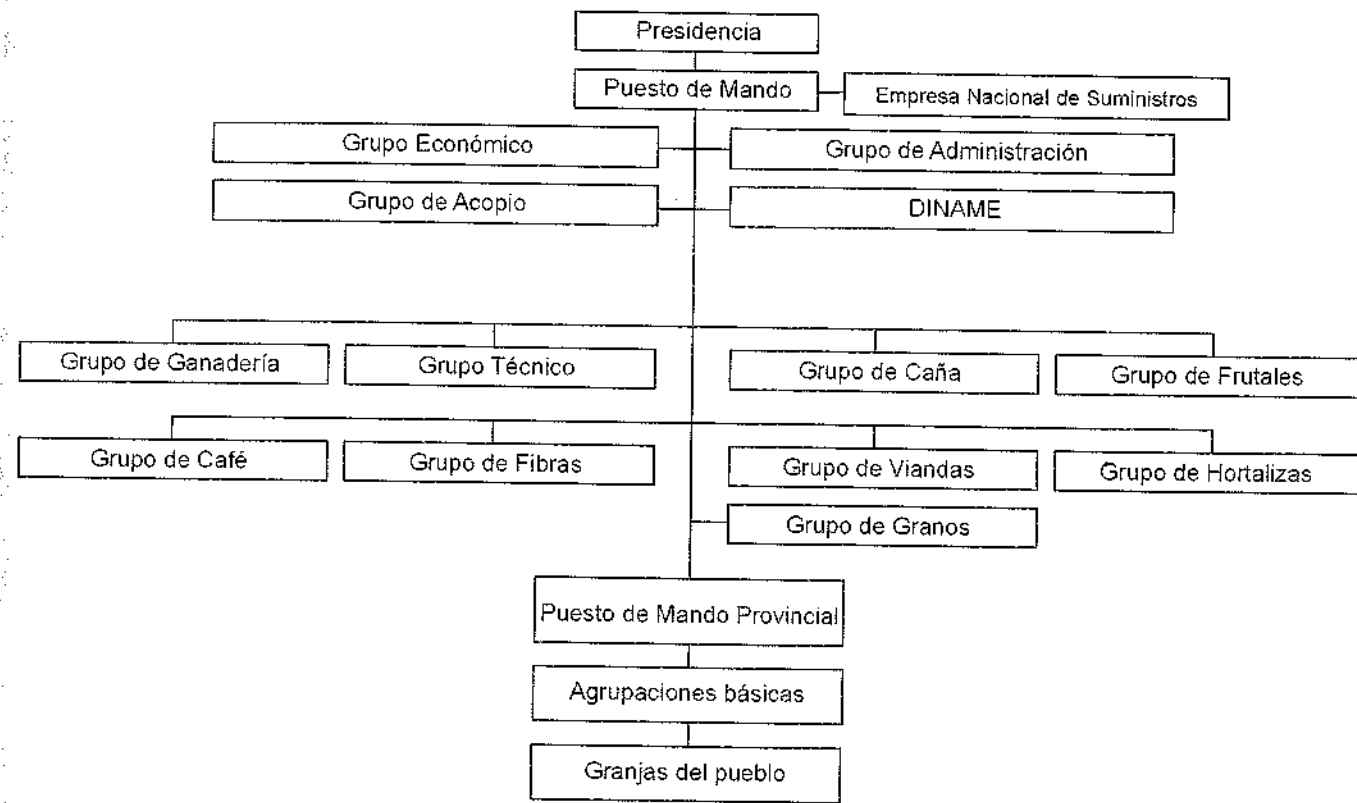 Presidencia
Puesto de Mando
Empresa Nacional de Suministros
Grupo Económico
Grupo de Administración
Grupo de Acopio
DINAME
Grupo de Ganadería
Grupo Técnico
Grupo de Caña
Grupo de Frutales
Grupo de Café
Grupo de Fibras
Grupo de Viandas
Grupo de Hortalizas
Grupo de Granos
Puesto de Mando Provincial
Agrupaciones básicas
Granjas del pueblo